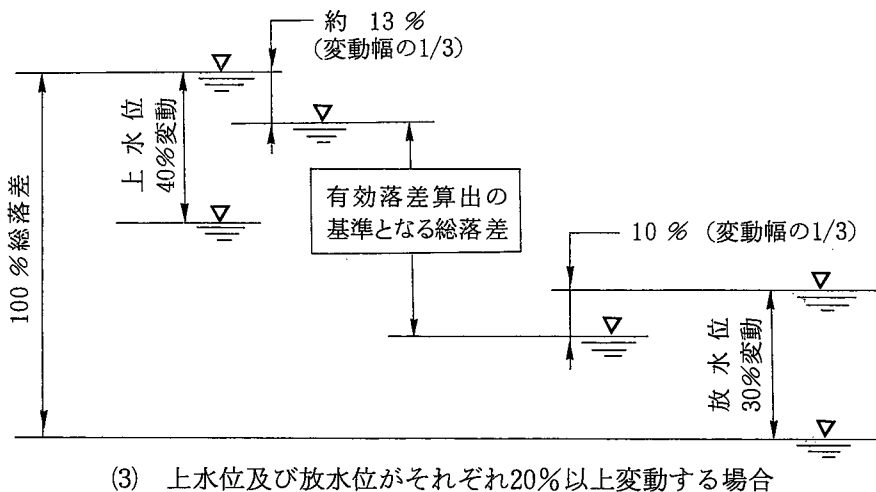 約 13 %
(変動幅の1/3)
上水位
40%変動
100%総落差
有効落差算出の
基準となる総落差
10 % (変動幅の1/3)
放水位
30%変動
(3) 上水位及び放水位がそれぞれ20%以上変動する場合